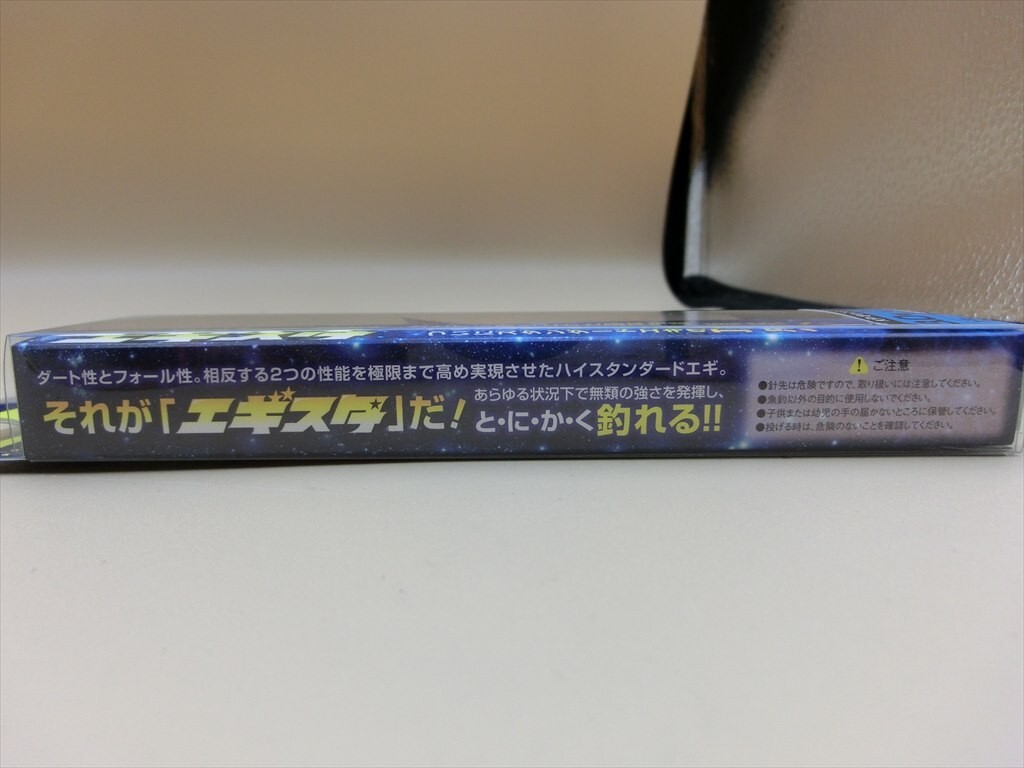 ダート性とフォール性。相反する2つの性能を極限まで高め実現させたハイスタンダードエギ。
それが「エギスタ」だ!
あらゆる状況下で無類の強さを発揮し、
と・に・か・く釣れる!!
ご注意
●針先は危険ですので、取り扱いには注意してください。
●魚釣以外の目的に使用しないでください。
●子供または幼児の手の届かないところに保管してください。
●投げる時は、危険のないことを確認してください。